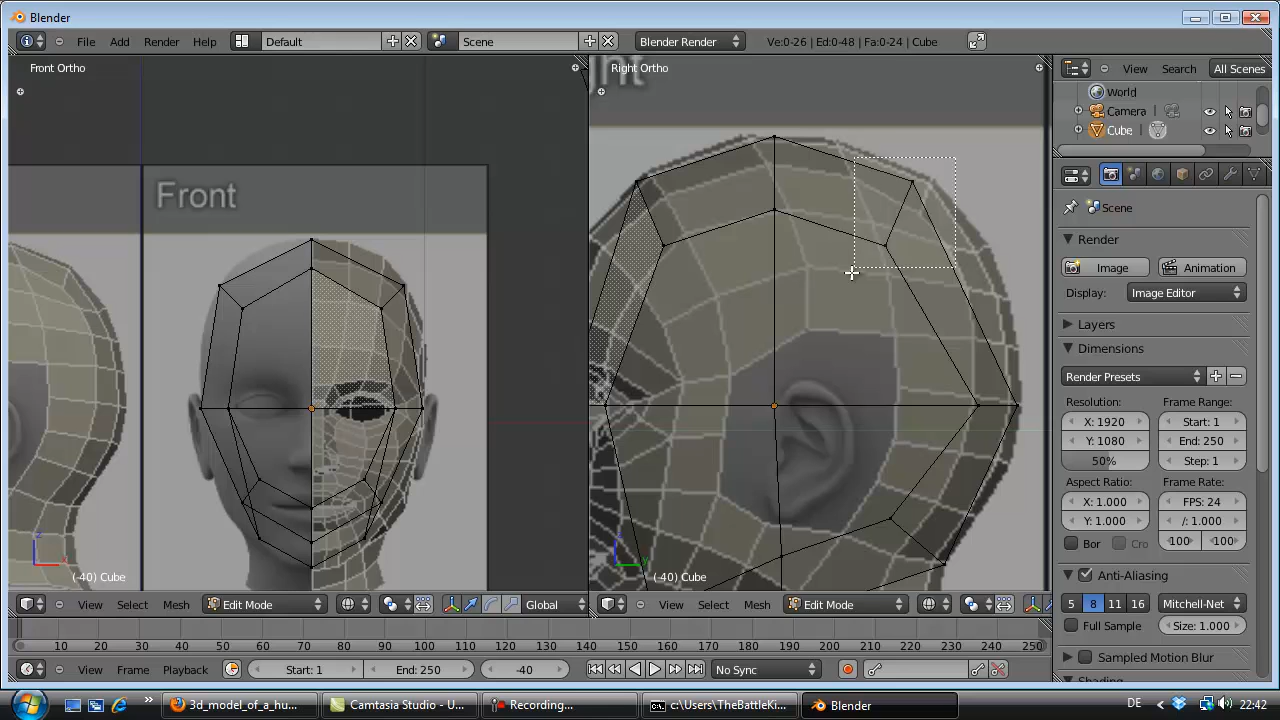 Blender
File Add Render Help Default Scene Blender Render Ve:0-26 | Ed:0-48 | Fa:0-24 | Cube
Front Ortho
Right Ortho
View Search All Scenes
World
Camera
Cube
Front
Scene
Render
Image Animation
Display: Image Editor
Layers
Dimensions
Render Presets
Resolution: Frame Range:
X: 1920 Start: 1
Y: 1080 End: 250
50% Step: 1
Aspect Ratio: Frame Rate:
X: 1.000 FPS: 24
Y: 1.000 /: 1.000
Bor Cro 100 100
Anti-Aliasing
5 8 11 16 Mitchell-Net
Full Sample Size: 1.000
Sampled Motion Blur
(-40) Cube
(-40) Cube
View Select Mesh Edit Mode Global
View Select Mesh Edit Mode
10 20 30 40 50 60 70 80 90 100 110 120 130 140 150 160 170 180 190 200 210 220 230 240 250
View Frame Playback Start: 1 End: 250 -40 No Sync
3d_model_of_a_hu... Camtasia Studio - U... Recording... c:\Users\TheBattleKi... Blender DE 22:42